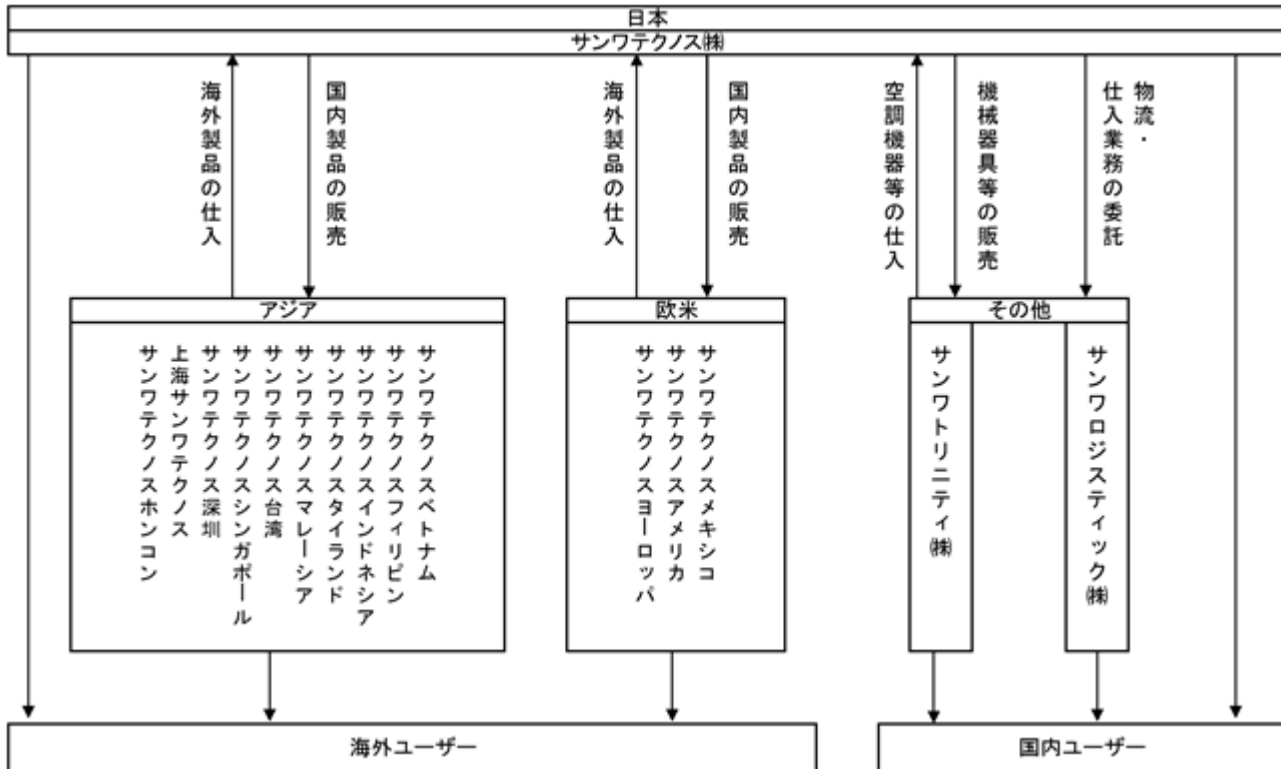 日本
サンワテクノス㈱
海外製品の仕入
国内製品の販売
海外製品の仕入
国内製品の販売
空調機器等の仕入
機械器具等の販売
物流・
仕入業務の委託
アジア
サンワテクノスベトナム
サンワテクノスフィリピン
サンワテクノスインドネシア
サンワテクノスタイランド
サンワテクノスマレーシア
サンワテクノス台湾
サンワテクノスシンガポール
サンワテクノス深圳
上海サンワテクノス
サンワテクノスホンコン
欧米
サンワテクノスメキシコ
サンワテクノスアメリカ
サンワテクノスヨーロッパ
その他
サンワトリニティ㈱
サンワロジスティック㈱
海外ユーザー
国内ユーザー